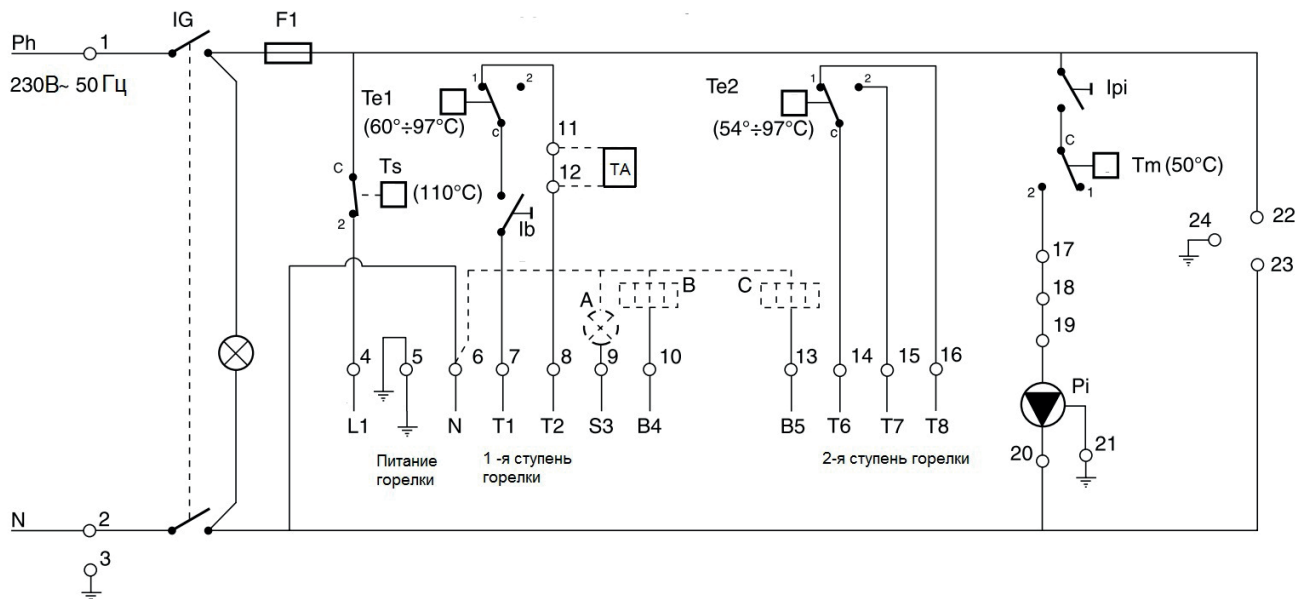 IG
F1
Ph
1
230В~ 50 Гц
Te1
1
2
(60°÷97°C)
c
11
12
TA
Te2
1
2
(54°÷97°C)
c
Ipi
C
Tm (50°C)
2
1
C
Ts
(110°C)
2
Ib
22
24
23
17
18
19
A
B
C
4
5
6
7
8
9
10
13
14
15
16
Pi
L1
N
T1
T2
S3
B4
B5
T6
T7
T8
20
21
Питание
горелки
1 -я ступень
горелки
2-я ступень горелки
N
2
3